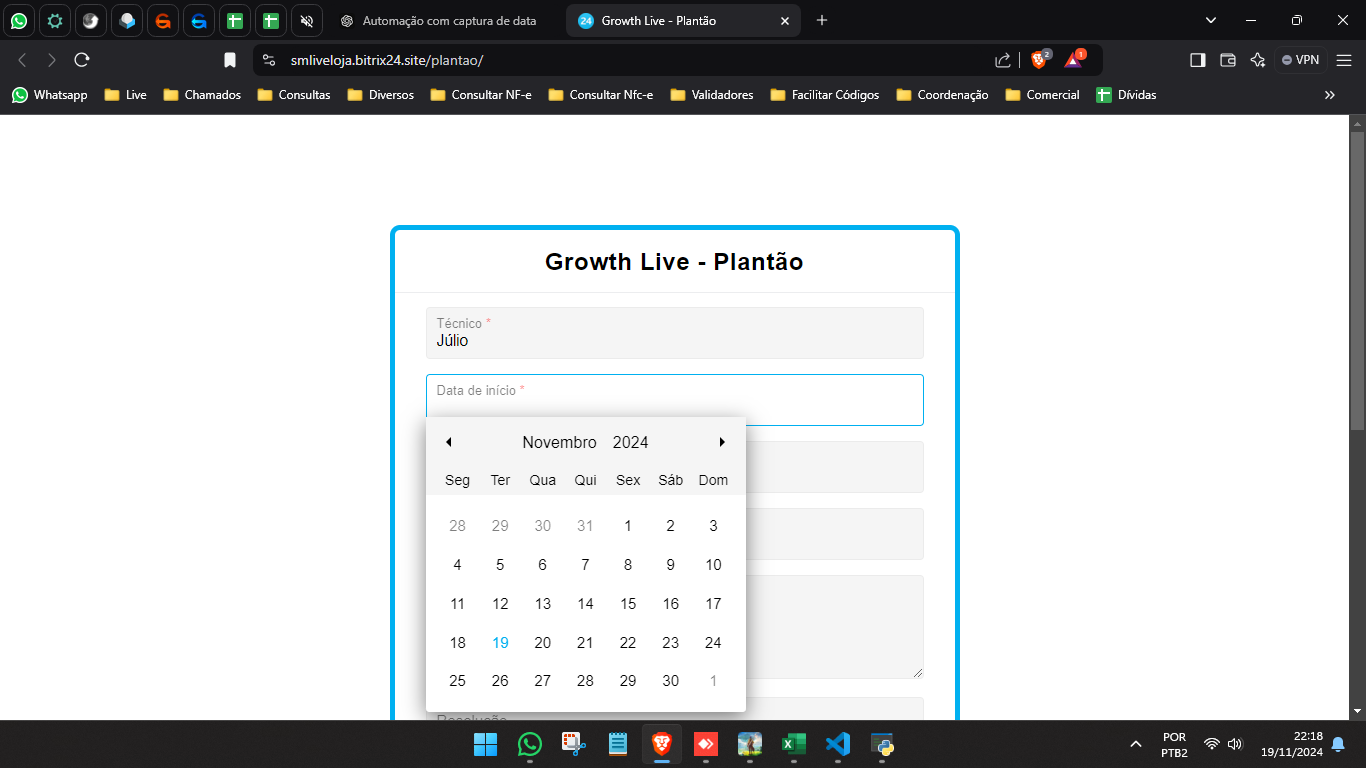 Automação com captura de data
24 Growth Live - Plantão
smliveloja.bitrix24.site/plantao/
2
1
VPN
Whatsapp
Live
Chamados
Consultas
Diversos
Consultar NF-e
Consultar Nfc-e
Validadores
Facilitar Códigos
Coordenação
Comercial
Dívidas
Growth Live - Plantão
Técnico *
Júlio
Data de início *
Novembro 2024
Seg Ter Qua Qui Sex Sáb Dom
28 29 30 31 1 2 3
4 5 6 7 8 9 10
11 12 13 14 15 16 17
18 19 20 21 22 23 24
25 26 27 28 29 30 1
Resolução
POR
PTB2
22:18
19/11/2024